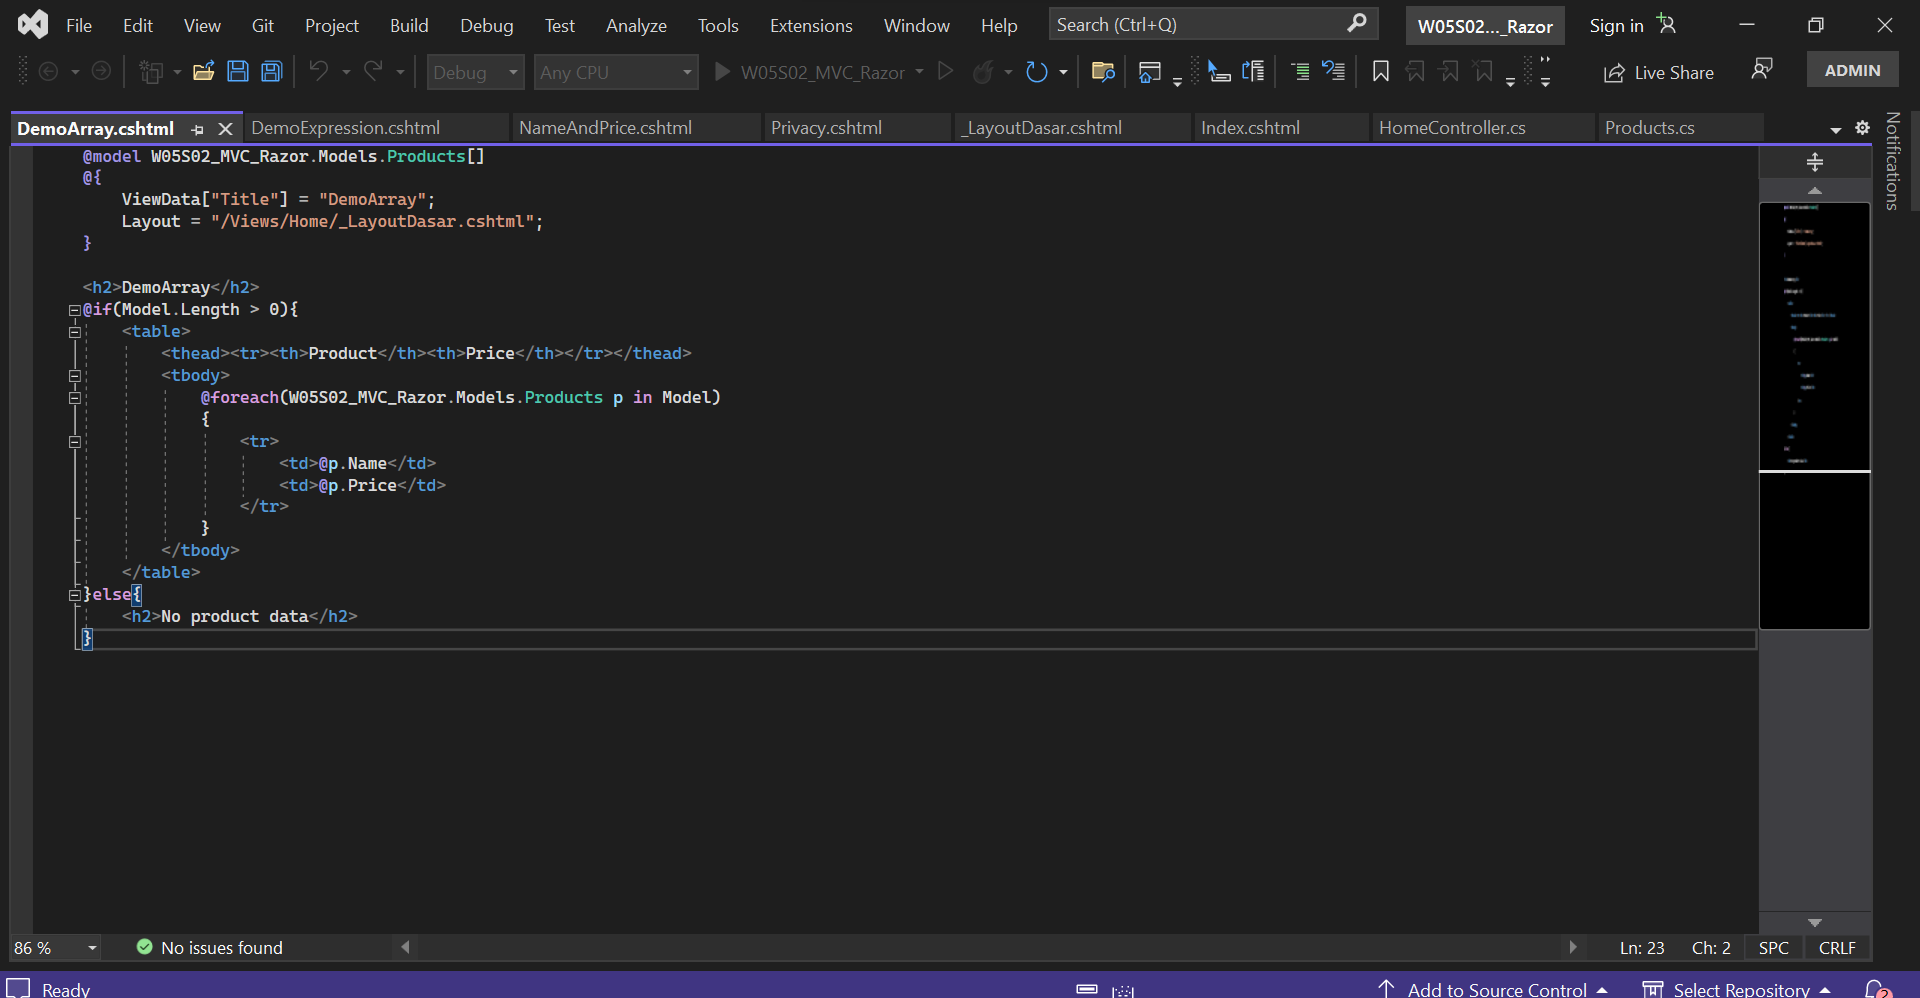 File Edit View Git Project Build Debug Test Analyze Tools Extensions Window Help Search (Ctrl+Q) W05S02..._Razor Sign in
Debug Any CPU W05S02_MVC_Razor Live Share ADMIN
DemoArray.cshtml DemoExpression.cshtml NameAndPrice.cshtml Privacy.cshtml _LayoutDasar.cshtml Index.cshtml HomeController.cs Products.cs
Notifications
@model W05S02_MVC_Razor.Models.Products[]
@{
ViewData["Title"] = "DemoArray";
Layout = "/Views/Home/_LayoutDasar.cshtml";
}
<h2>DemoArray</h2>
@if(Model.Length > 0){
<table>
<thead><tr><th>Product</th><th>Price</th></tr></thead>
<tbody>
@foreach(W05S02_MVC_Razor.Models.Products p in Model)
{
<tr>
<td>@p.Name</td>
<td>@p.Price</td>
</tr>
}
</tbody>
</table>
}else{
<h2>No product data</h2>
}
86 % No issues found Ln: 23 Ch: 2 SPC CRLF
Ready Add to Source Control Select Repository 2